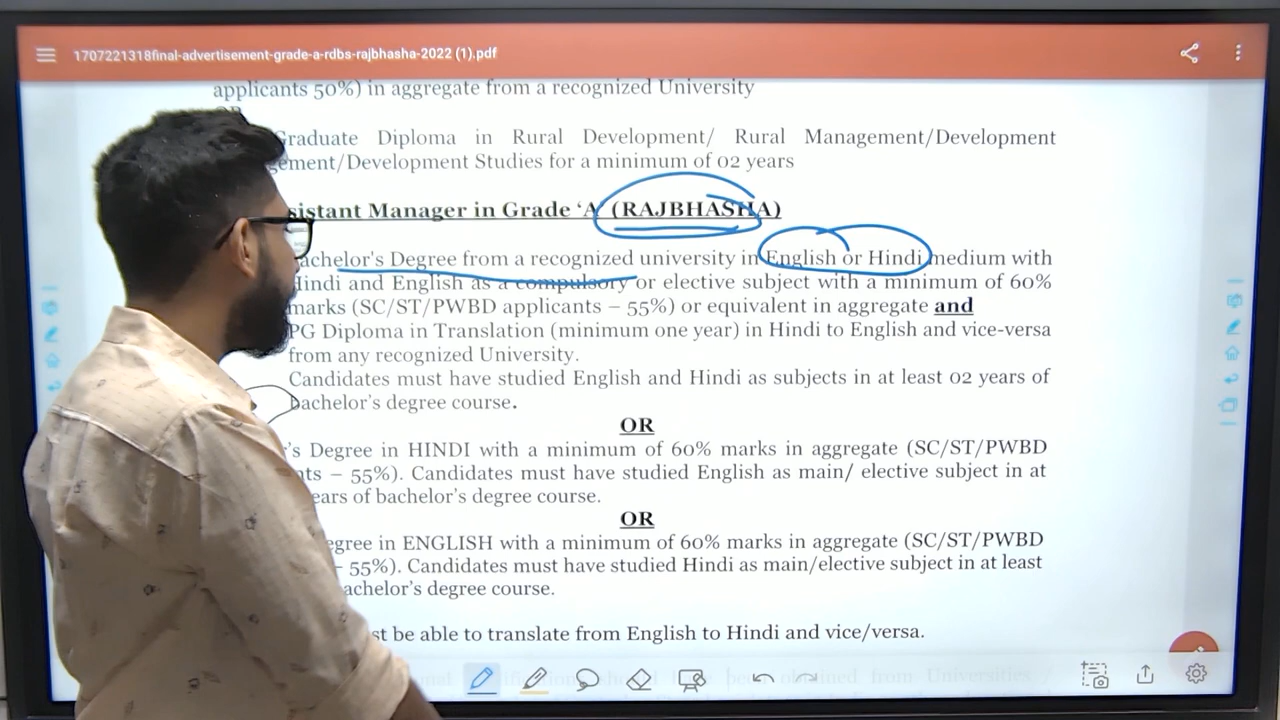 1707221318final-advertisement-grade-a-rdbs-rajbhasha-2022 (1).pdf
applicants 50%) in aggregate from a recognized University
OR
Graduate Diploma in Rural Development/ Rural Management/Development
ement/Development Studies for a minimum of 02 years
sistant Manager in Grade ‘A’ (RAJBHASHA)
achelor's Degree from a recognized university in English or Hindi medium with
Hindi and English as a compulsory or elective subject with a minimum of 60%
marks (SC/ST/PWBD applicants – 55%) or equivalent in aggregate and
PG Diploma in Translation (minimum one year) in Hindi to English and vice-versa
from any recognized University.
Candidates must have studied English and Hindi as subjects in at least 02 years of
bachelor’s degree course.
OR
’s Degree in HINDI with a minimum of 60% marks in aggregate (SC/ST/PWBD
nts – 55%). Candidates must have studied English as main/ elective subject in at
ears of bachelor’s degree course.
OR
egree in ENGLISH with a minimum of 60% marks in aggregate (SC/ST/PWBD
– 55%). Candidates must have studied Hindi as main/elective subject in at least
achelor’s degree course.
st be able to translate from English to Hindi and vice/versa.
been obtained from Universities /